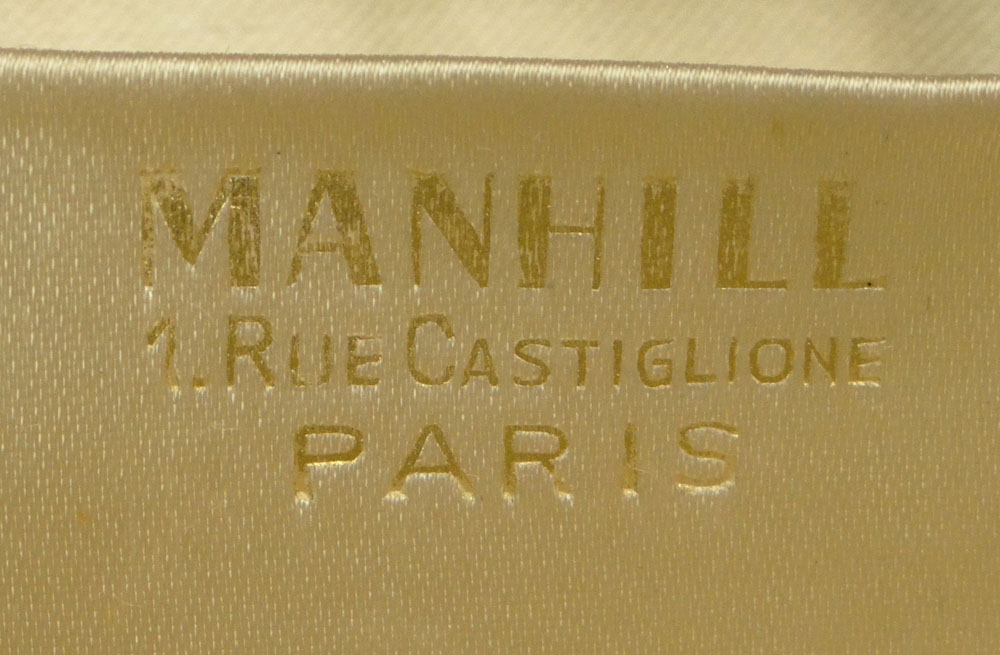 MANHILL
1. RUE CASTIGLIONE
PARIS